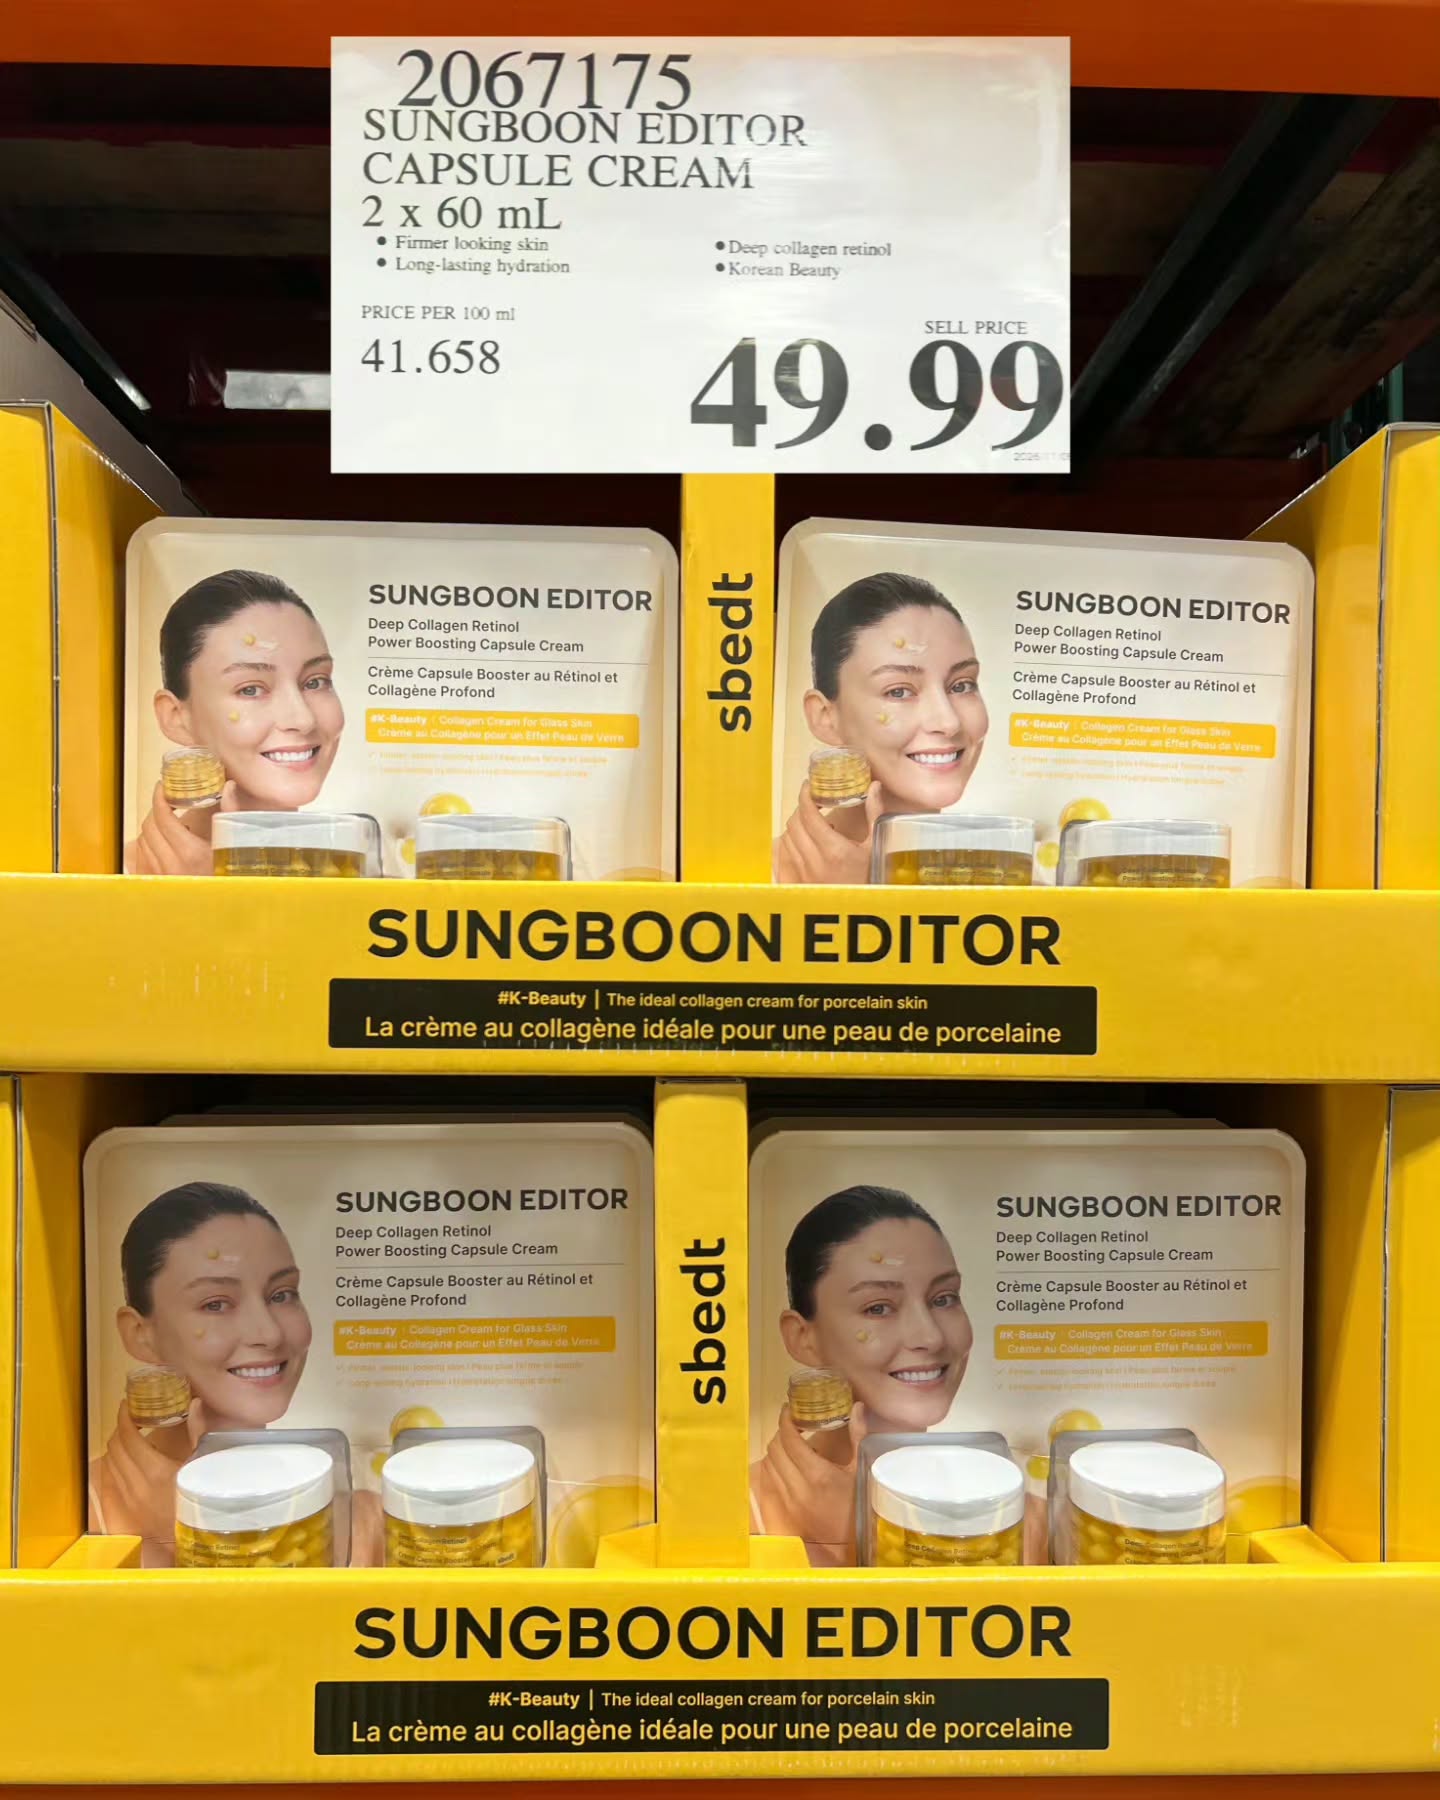 2067175
SUNGBOON EDITOR
CAPSULE CREAM
2 x 60 mL
• Firmer looking skin
• Long-lasting hydration
• Deep collagen retinol
• Korean Beauty
PRICE PER 100 ml
41.658
SELL PRICE
49.99
SUNGBOON EDITOR
Deep Collagen Retinol
Power Boosting Capsule Cream
Crème Capsule Booster au Rétinol et
Collagène Profond
#K-Beauty | Collagen Cream for Glass Skin
Crème au Collagène pour un Effet Peau de Verre
sbedt
SUNGBOON EDITOR
Deep Collagen Retinol
Power Boosting Capsule Cream
Crème Capsule Booster au Rétinol et
Collagène Profond
#K-Beauty | Collagen Cream for Glass Skin
Crème au Collagène pour un Effet Peau de Verre
Power Boosting Capsule
SUNGBOON EDITOR
#K-Beauty | The ideal collagen cream for porcelain skin
La crème au collagène idéale pour une peau de porcelaine
SUNGBOON EDITOR
Deep Collagen Retinol
Power Boosting Capsule Cream
Crème Capsule Booster au Rétinol et
Collagène Profond
#K-Beauty | Collagen Cream for Glass Skin
Crème au Collagène pour un Effet Peau de Verre
Deep Collagen Retinol
sbedt
SUNGBOON EDITOR
Deep Collagen Retinol
Power Boosting Capsule Cream
Crème Capsule Booster au Rétinol et
Collagène Profond
#K-Beauty | Collagen Cream for Glass Skin
Crème au Collagène pour un Effet Peau de Verre
Deep Collagen Retinol
SUNGBOON EDITOR
#K-Beauty | The ideal collagen cream for porcelain skin
La crème au collagène idéale pour une peau de porcelaine